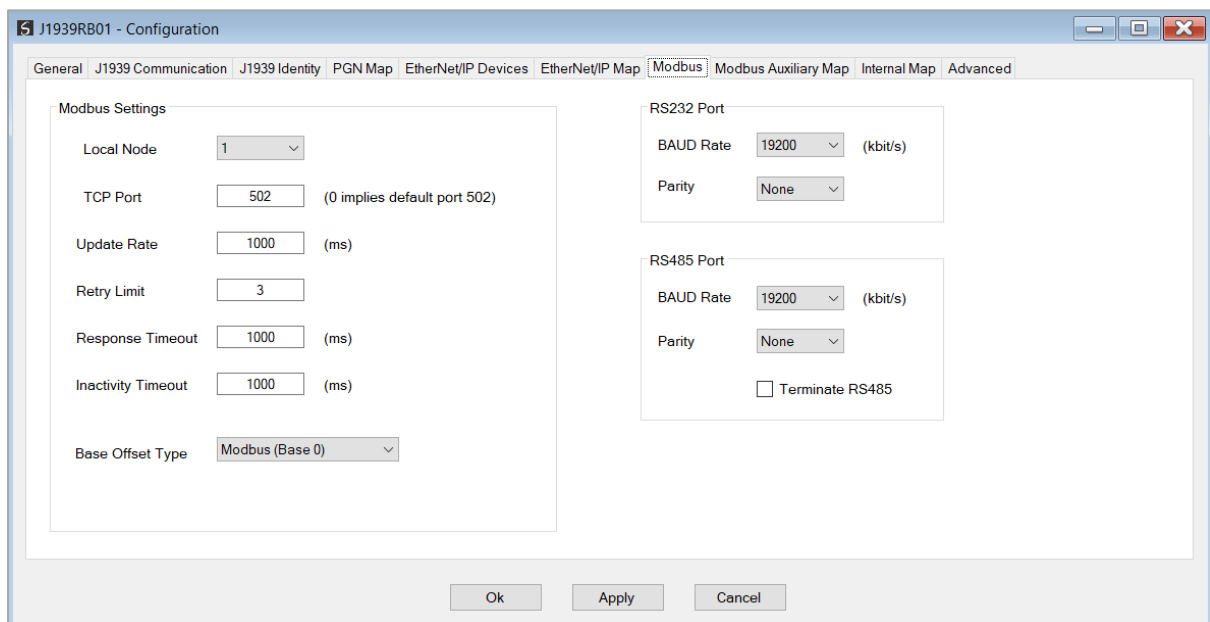 J1939RB01 - Configuration
General J1939 Communication J1939 Identity PGN Map EtherNet/IP Devices EtherNet/IP Map Modbus Modbus Auxiliary Map Internal Map Advanced
Modbus Settings
Local Node 1
TCP Port 502 (0 implies default port 502)
Update Rate 1000 (ms)
Retry Limit 3
Response Timeout 1000 (ms)
Inactivity Timeout 1000 (ms)
Base Offset Type Modbus (Base 0)
RS232 Port
BAUD Rate 19200 (kbit/s)
Parity None
RS485 Port
BAUD Rate 19200 (kbit/s)
Parity None
Terminate RS485
Ok Apply Cancel